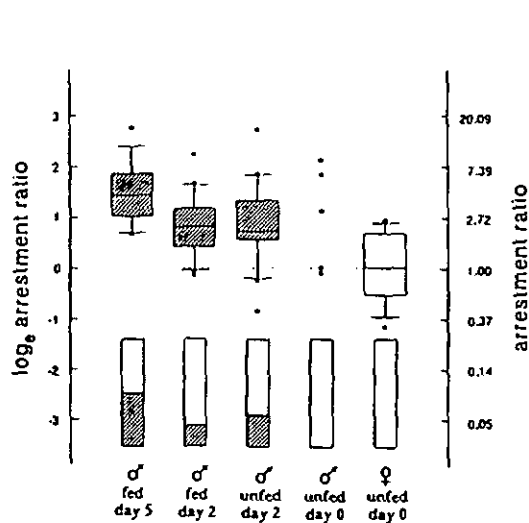 log_e arrestment ratio
3
2
1
0
-1
-2
-3
20.09
7.39
2.72
1.00
0.37
0.14
0.05
arrestment ratio
♂ ♂ ♂ ♂ ♀
fed fed unfed unfed unfed
day 5 day 2 day 2 day 0 day 0